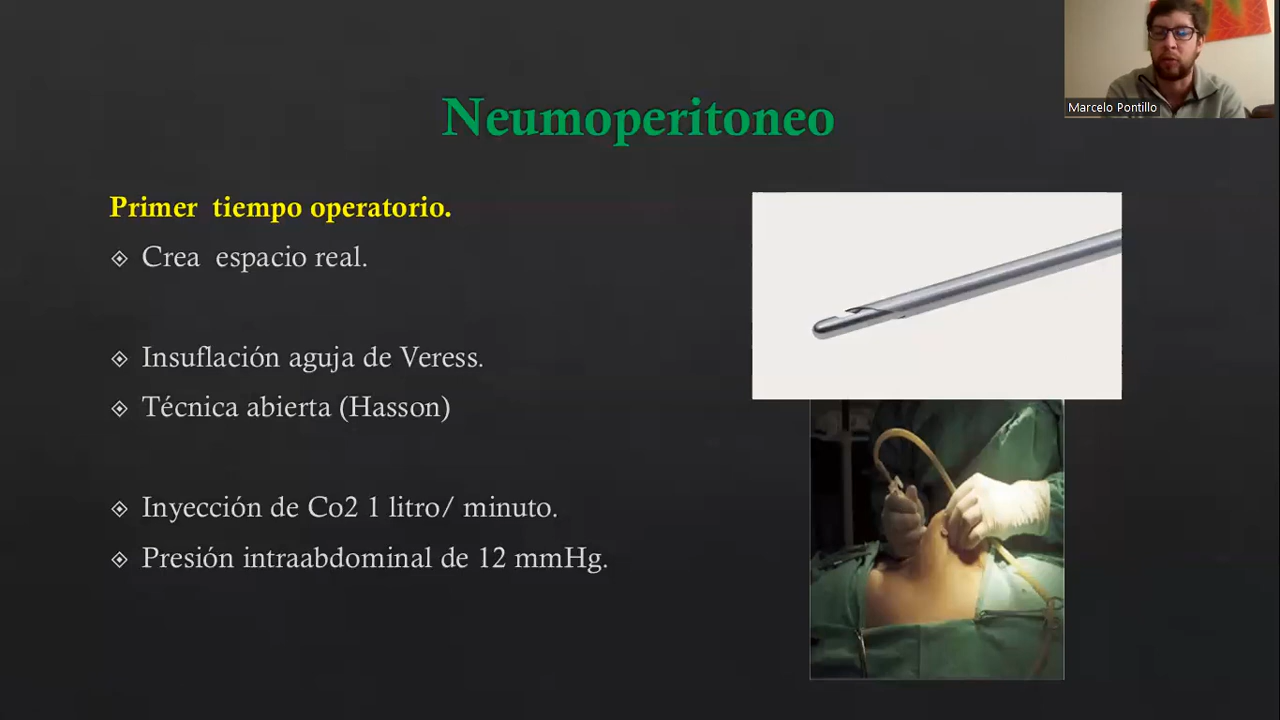 Marcelo Pontillo
Neumoperitoneo
Primer tiempo operatorio.
Crea espacio real.
Insuflación aguja de Veress.
Técnica abierta (Hasson)
Inyección de Co2 1 litro/ minuto.
Presión intraabdominal de 12 mmHg.